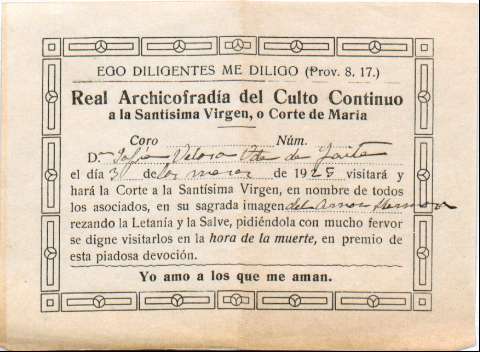 EGO DILIGENTES ME DILIGO (Prov. 8. 17.)
Real Archicofradía del Culto Continuo
a la Santísima Virgen, o Corte de María
Coro Núm.
D.ª Sofía Vda de
el día 3 de los meses de 1925 visitará y
hará la Corte a la Santísima Virgen, en nombre de todos
los asociados, en su sagrada imagen del Amor Hermoso
rezando la Letanía y la Salve, pidiéndola con mucho fervor
se digne visitarlos en la hora de la muerte, en premio de
esta piadosa devoción.
Yo amo a los que me aman.